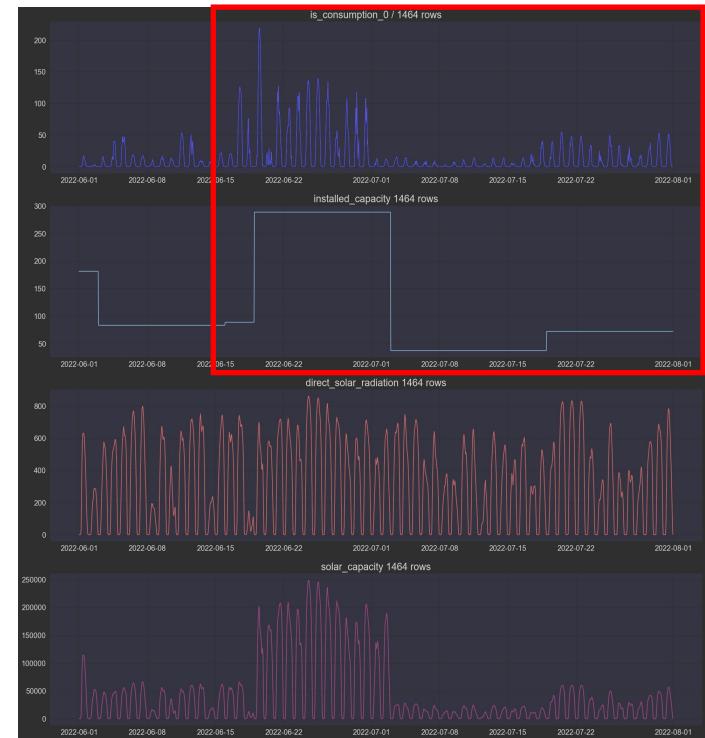 is_consumption_0 / 1464 rows
200
150
100
50
0
2022-06-01 2022-06-08 2022-06-15 2022-06-22 2022-07-01 2022-07-08 2022-07-15 2022-07-22 2022-08-01
installed_capacity 1464 rows
300
250
200
150
100
50
2022-06-01 2022-06-08 2022-06-15 2022-06-22 2022-07-01 2022-07-08 2022-07-15 2022-07-22 2022-08-01
direct_solar_radiation 1464 rows
800
600
400
200
0
2022-06-01 2022-06-08 2022-06-15 2022-06-22 2022-07-01 2022-07-08 2022-07-15 2022-07-22 2022-08-01
solar_capacity 1464 rows
250000
200000
150000
100000
50000
0
2022-06-01 2022-06-08 2022-06-15 2022-06-22 2022-07-01 2022-07-08 2022-07-15 2022-07-22 2022-08-01